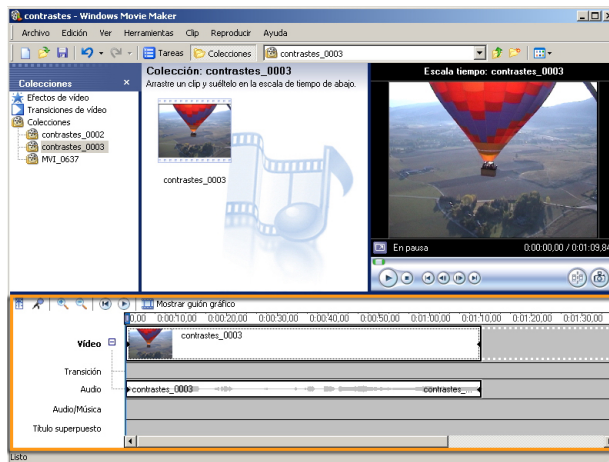 contrastes - Windows Movie Maker
Archivo Edición Ver Herramientas Clip Reproducir Ayuda
Tareas Colecciones contrastes_0003
Colecciones
Efectos de vídeo
Transiciones de vídeo
Colecciones
contrastes_0002
contrastes_0003
MVI_0637
Colección: contrastes_0003
Arrastre un clip y suéltelo en la escala de tiempo de abajo.
contrastes_0003
Escala tiempo: contrastes_0003
En pausa 0:00:00,00 / 0:01:09,84
Mostrar guión gráfico
0,00 0:00:10,00 0:00:20,00 0:00:30,00 0:00:40,00 0:00:50,00 0:01:00,00 0:01:10,00 0:01:20,00 0:01:30,00
Vídeo contrastes_0003
Transición
Audio contrastes_0003 contrastes_...
Audio/Música
Título superpuesto
Listo